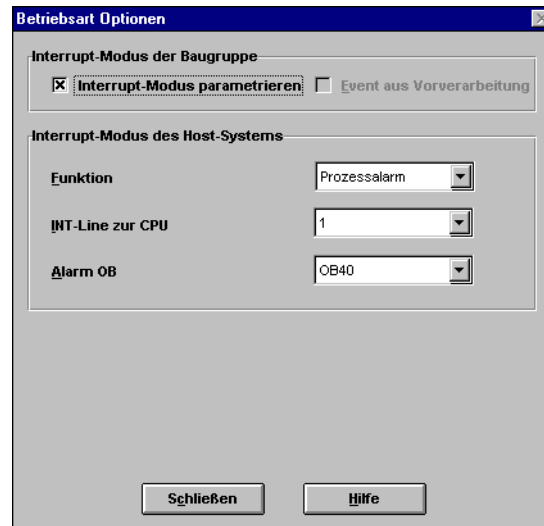 Betriebsart Optionen
Interrupt-Modus der Baugruppe
Interrupt-Modus parametrieren Event aus Vorverarbeitung
Interrupt-Modus des Host-Systems
Funktion Prozessalarm
INT-Line zur CPU 1
Alarm OB OB40
Schließen Hilfe